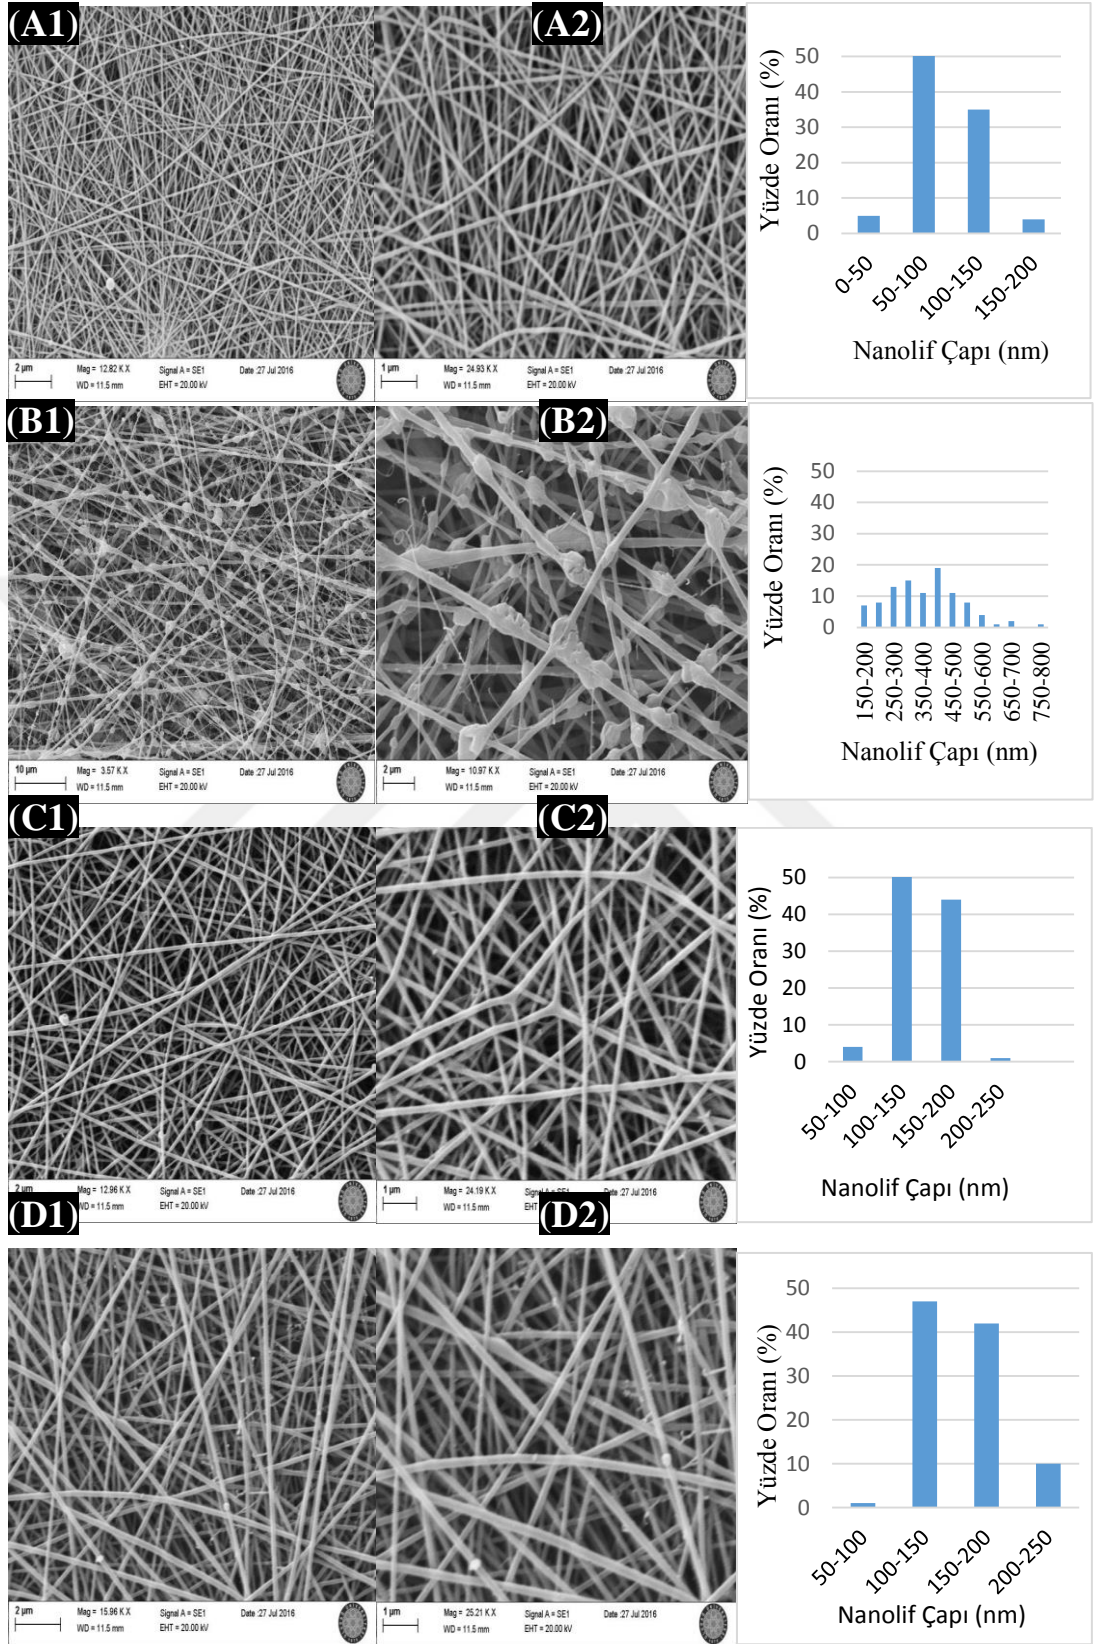 (A1)
(A2)
2 µm
Mag = 12.82 K X
Signal A = SE1
Date :27 Jul 2016
WD = 11.5 mm
EHT = 20.00 kV
1 µm
Mag = 24.93 K X
Signal A = SE1
Date :27 Jul 2016
WD = 11.5 mm
EHT = 20.00 kV
Yüzde Oranı (%)
50
40
30
20
10
0
0-50
50-100
100-150
150-200
Nanolif Çapı (nm)
(B1)
(B2)
10 µm
Mag = 3.57 K X
Signal A = SE1
Date :27 Jul 2016
WD = 11.5 mm
EHT = 20.00 kV
2 µm
Mag = 10.97 K X
Signal A = SE1
Date :27 Jul 2016
WD = 11.5 mm
EHT = 20.00 kV
Yüzde Oranı (%)
50
40
30
20
10
0
150-200
250-300
350-400
450-500
550-600
650-700
750-800
Nanolif Çapı (nm)
(C1)
(C2)
2 µm
Mag = 12.96 K X
Signal A = SE1
Date :27 Jul 2016
WD = 11.5 mm
EHT = 20.00 kV
1 µm
Mag = 24.19 K X
Signal A = SE1
Date :27 Jul 2016
WD = 11.5 mm
EHT = 20.00 kV
Yüzde Oranı (%)
50
40
30
20
10
0
50-100
100-150
150-200
200-250
Nanolif Çapı (nm)
(D1)
(D2)
2 µm
Mag = 15.96 K X
Signal A = SE1
Date :27 Jul 2016
WD = 11.5 mm
EHT = 20.00 kV
1 µm
Mag = 25.21 K X
Signal A = SE1
Date :27 Jul 2016
WD = 11.5 mm
EHT = 20.00 kV
Yüzde Oranı (%)
50
40
30
20
10
0
50-100
100-150
150-200
200-250
Nanolif Çapı (nm)